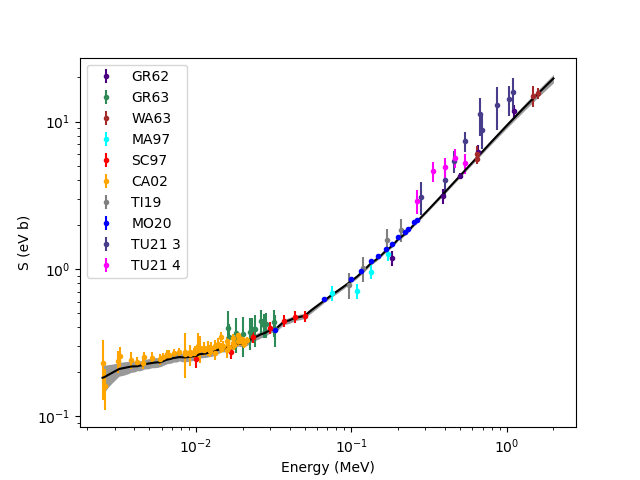 GR62
GR63
WA63
MA97
SC97
CA02
TI19
MO20
TU21 3
TU21 4
S (eV b)
10¹
10⁰
10⁻¹
10⁻² 10⁻¹ 10⁰
Energy (MeV)